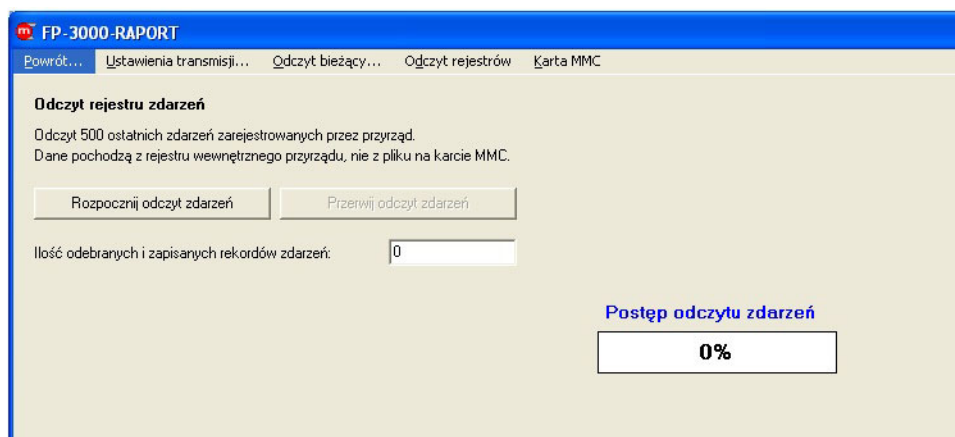 m FP-3000-RAPORT
Powrót... Ustawienia transmisji... Odczyt bieżący... Odczyt rejestrów Karta MMC
Odczyt rejestru zdarzeń
Odczyt 500 ostatnich zdarzeń zarejestrowanych przez przyrząd.
Dane pochodzą z rejestru wewnętrznego przyrządu, nie z pliku na karcie MMC.
Rozpocznij odczyt zdarzeń Przerwij odczyt zdarzeń
Ilość odebranych i zapisanych rekordów zdarzeń: 0
Postęp odczytu zdarzeń
0%